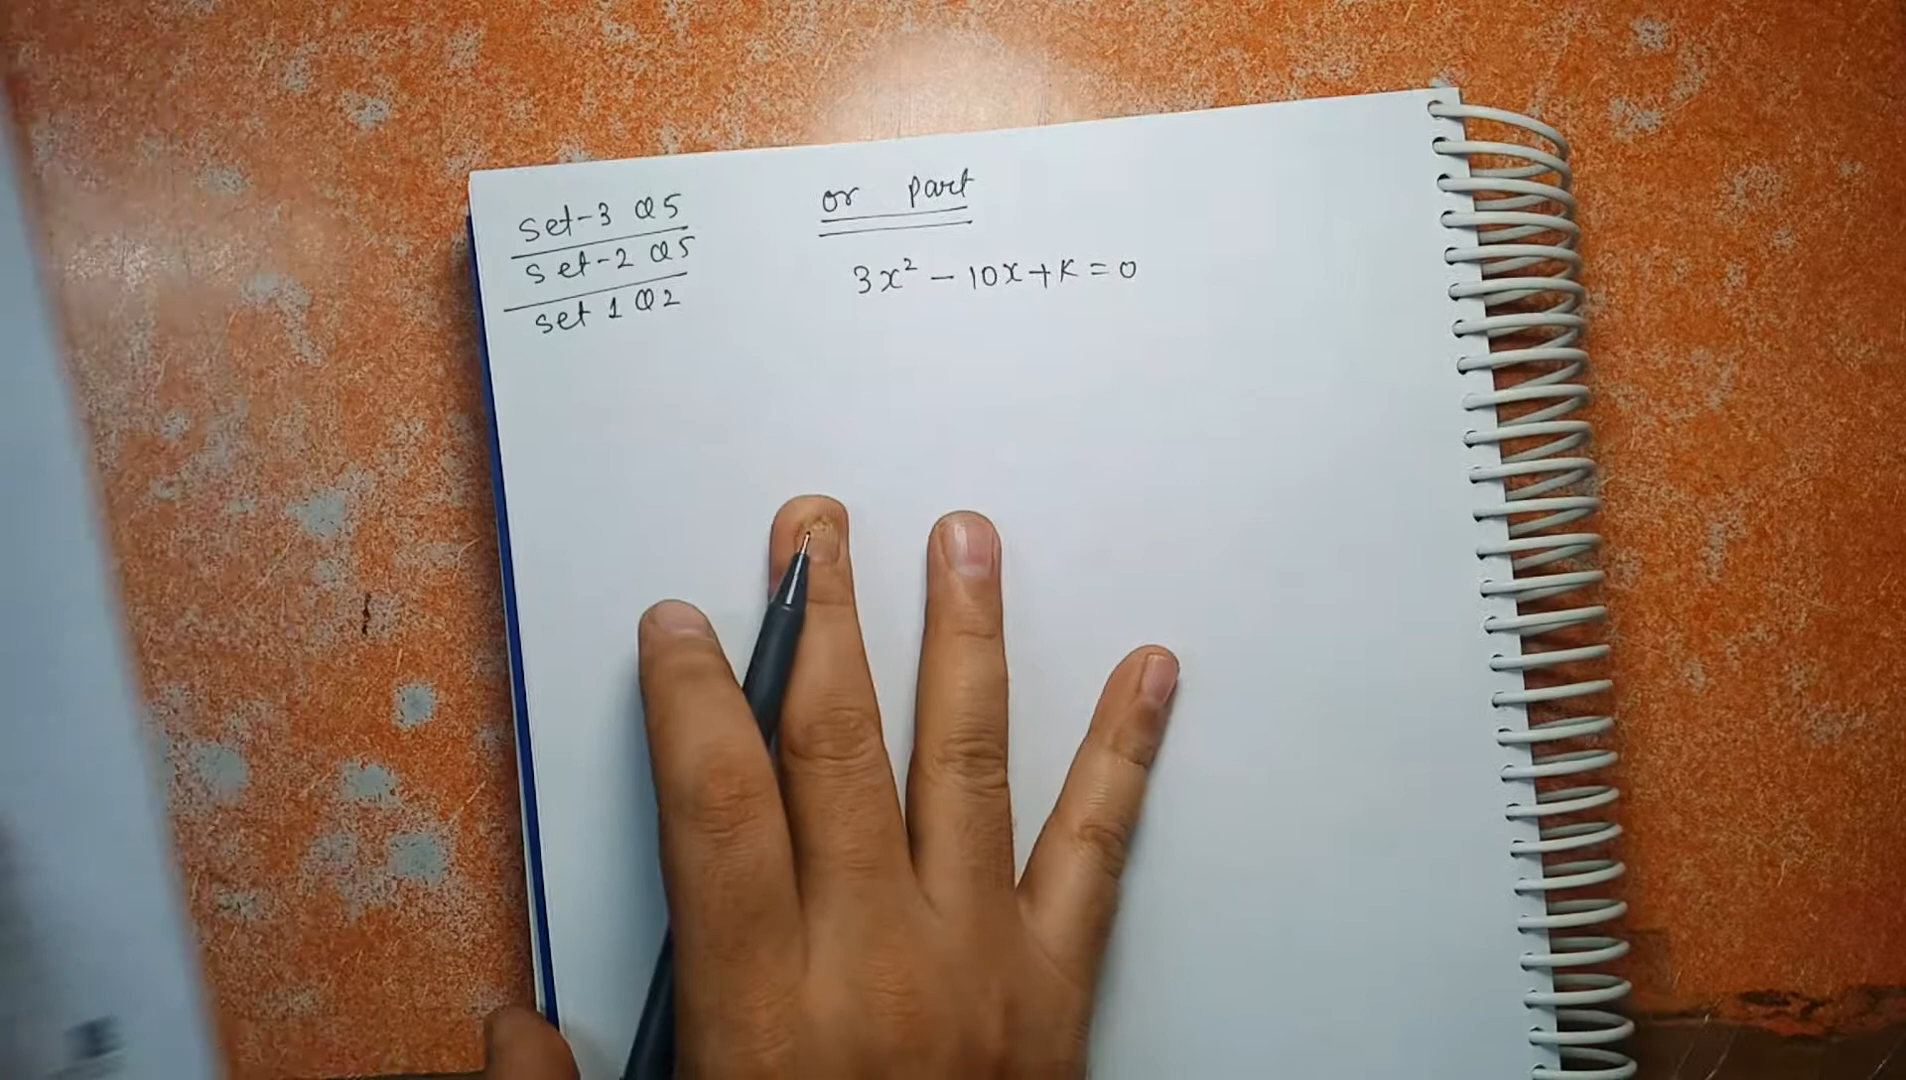 Set-3 Q5
Set-2 Q5
Set 1 Q2
or part
3x² - 10x + K = 0